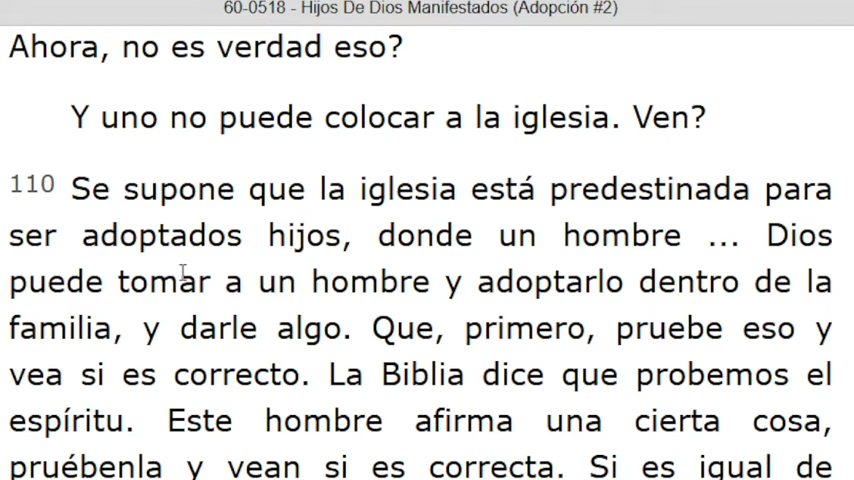 60-0518 - Hijos De Dios Manifestados (Adopción #2)
Ahora, no es verdad eso?
Y uno no puede colocar a la iglesia. Ven?
110 Se supone que la iglesia está predestinada para
ser adoptados hijos, donde un hombre ... Dios
puede tomar a un hombre y adoptarlo dentro de la
familia, y darle algo. Que, primero, pruebe eso y
vea si es correcto. La Biblia dice que probemos el
espíritu. Este hombre afirma una cierta cosa,
pruébenla y vean si es correcta. Si es igual de